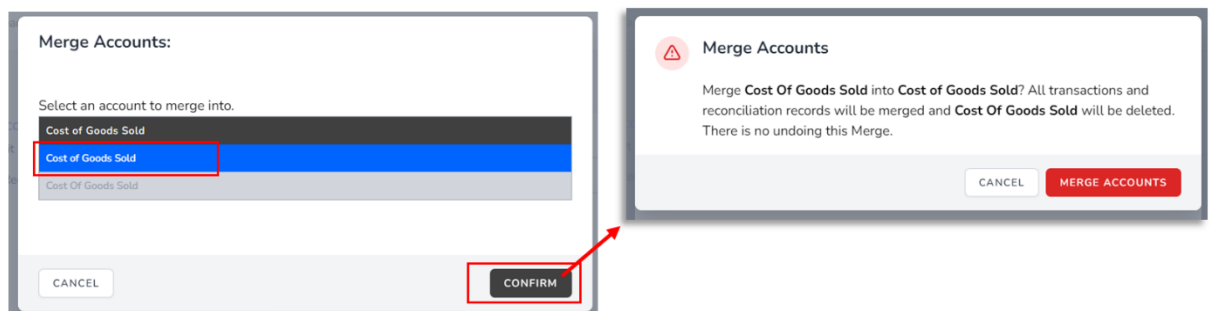 Merge Accounts:
Select an account to merge into.
Cost of Goods Sold
Cost of Goods Sold
Cost Of Goods Sold
CANCEL
CONFIRM
Merge Accounts
Merge Cost Of Goods Sold into Cost of Goods Sold? All transactions and
reconciliation records will be merged and Cost Of Goods Sold will be deleted.
There is no undoing this Merge.
CANCEL
MERGE ACCOUNTS